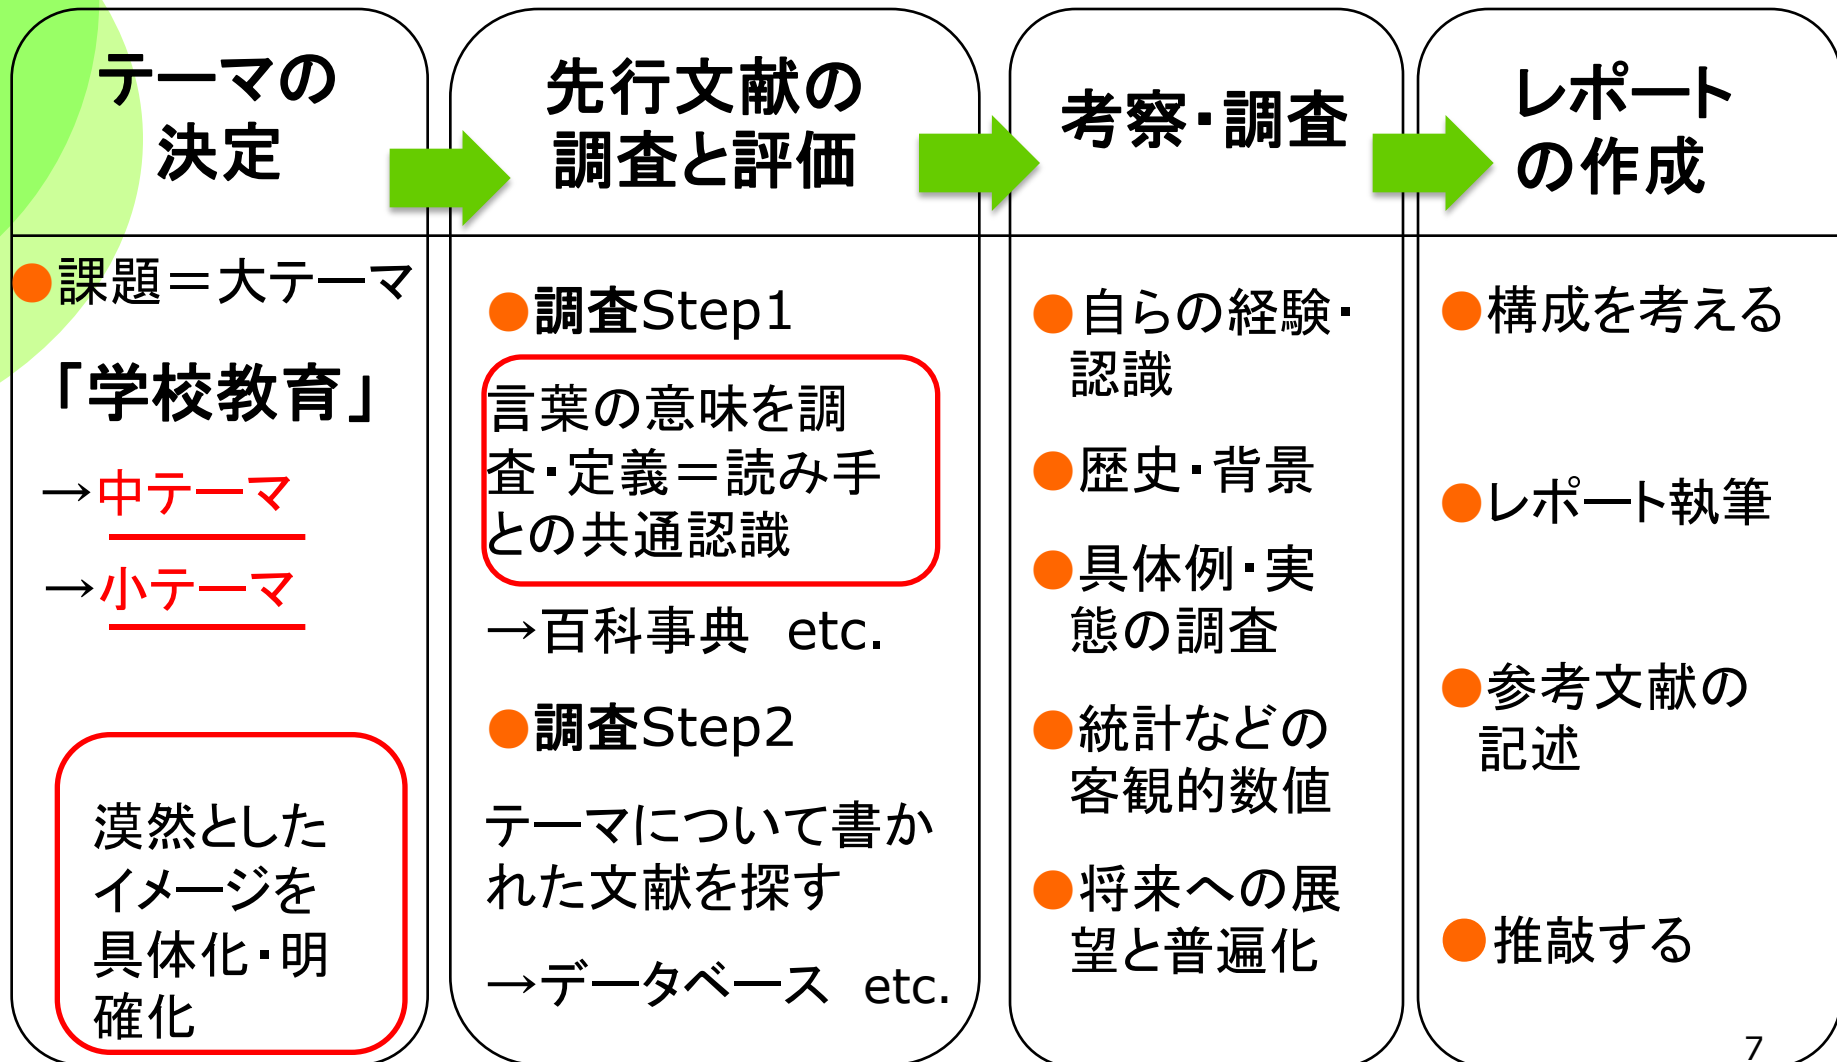 テーマの
決定
●課題＝大テーマ
「学校教育」
→中テーマ
→小テーマ
漠然とした
イメージを
具体化・明
確化
先行文献の
調査と評価
●調査Step1
言葉の意味を調
査・定義＝読み手
との共通認識
→百科事典 etc.
●調査Step2
テーマについて書か
れた文献を探す
→データベース etc.
考察・調査
●自らの経験・
認識
●歴史・背景
●具体例・実
態の調査
●統計などの
客観的数値
●将来への展
望と普遍化
レポート
の作成
●構成を考える
●レポート執筆
●参考文献の
記述
●推敲する
7